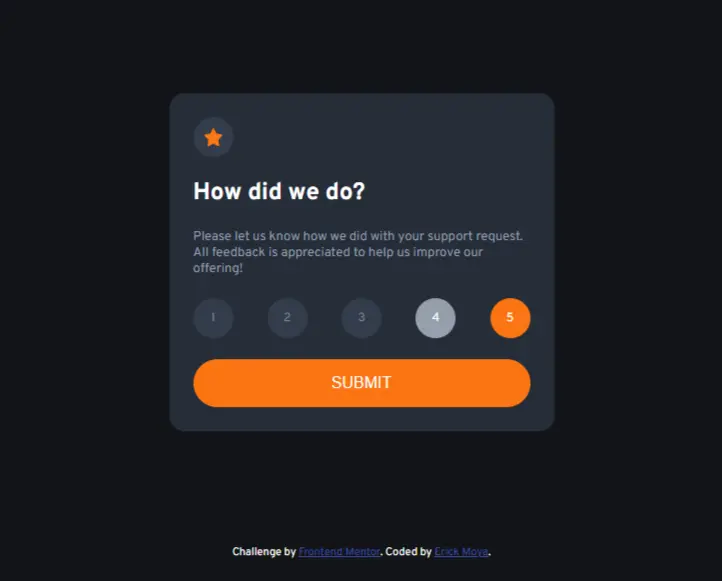 How did we do?
Please let us know how we did with your support request.
All feedback is appreciated to help us improve our
offering!
1 2 3 4 5
SUBMIT
Challenge by Frontend Mentor. Coded by Erick Moya.